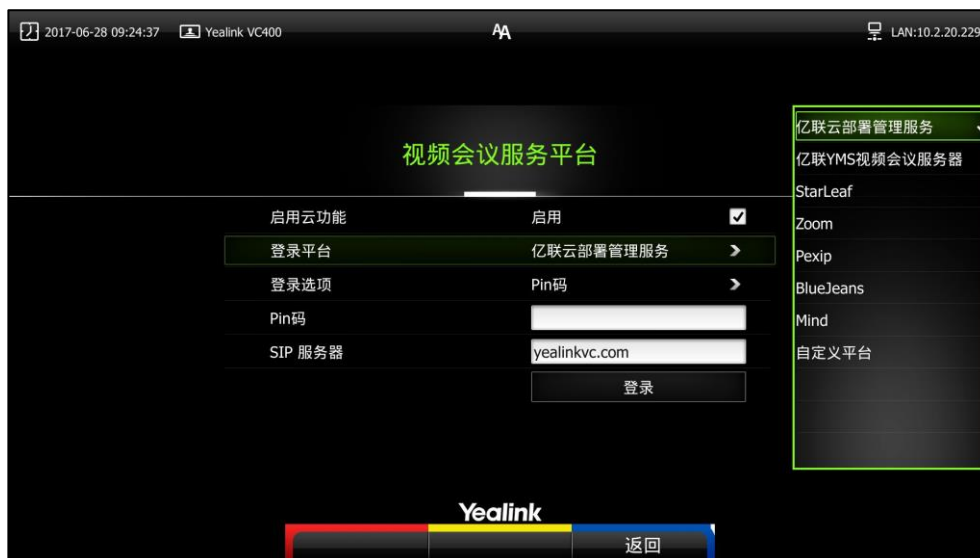 2017-06-28 09:24:37 Yealink VC400 AA LAN:10.2.20.229
视频会议服务平台
启用云功能 启用
登录平台 亿联云部署管理服务
登录选项 Pin码
Pin码
SIP 服务器 yealinkvc.com
登录
亿联云部署管理服务
亿联YMS视频会议服务器
StarLeaf
Zoom
Pexip
BlueJeans
Mind
自定义平台
Yealink
返回